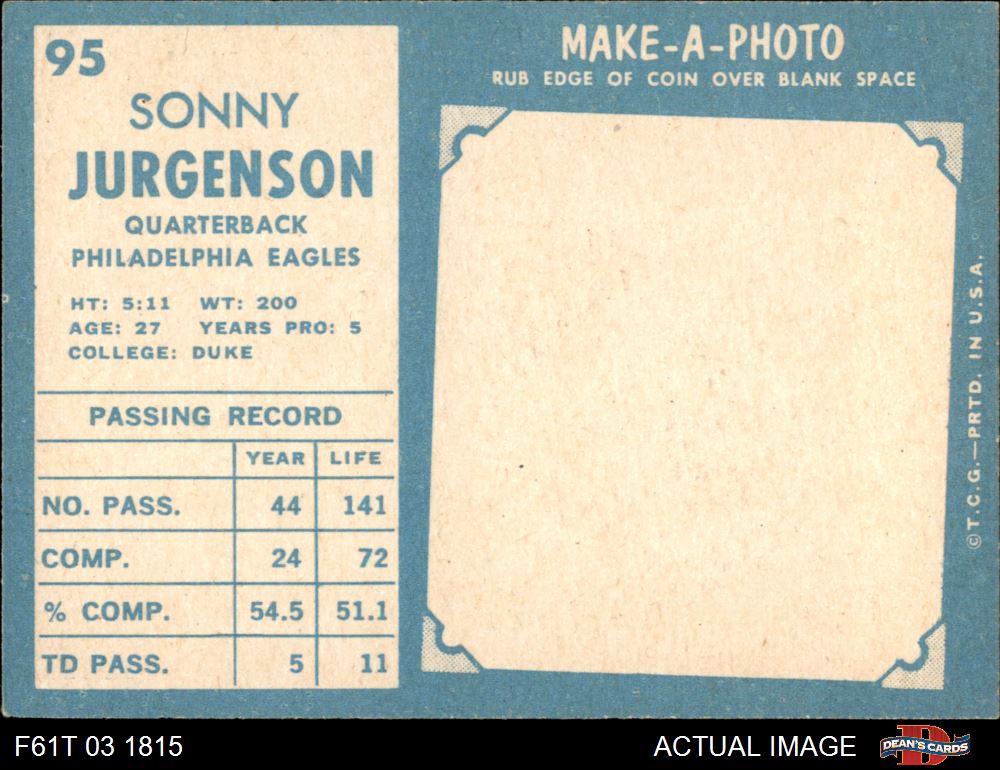 95
SONNY
JURGENSON
QUARTERBACK
PHILADELPHIA EAGLES
HT: 5:11 WT: 200
AGE: 27 YEARS PRO: 5
COLLEGE: DUKE
PASSING RECORD
YEAR LIFE
NO. PASS. 44 141
COMP. 24 72
% COMP. 54.5 51.1
TD PASS. 5 11
MAKE-A-PHOTO
RUB EDGE OF COIN OVER BLANK SPACE
©T.C.G.—PRTD. IN U.S.A.
F61T 03 1815
ACTUAL IMAGE
D
DEAN'S CARDS